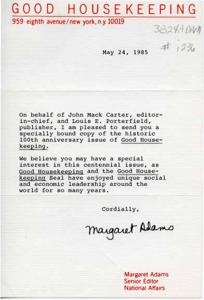 GOOD HOUSEKEEPING
959 eighth avenue/new york, n.y. 10019
May 24, 1985
On behalf of John Mack Carter, editor-
in-chief, and Louis E. Porterfield,
publisher, I am pleased to send you a
specially bound copy of the historic
100th anniversary issue of Good House-
keeping.
We believe you may have a special
interest in this centennial issue, as
Good Housekeeping and the Good House-
keeping Seal have enjoyed unique social
and economic leadership around the
world for so many years.
Cordially,
Margaret Adams
Margaret Adams
Senior Editor
National Affairs